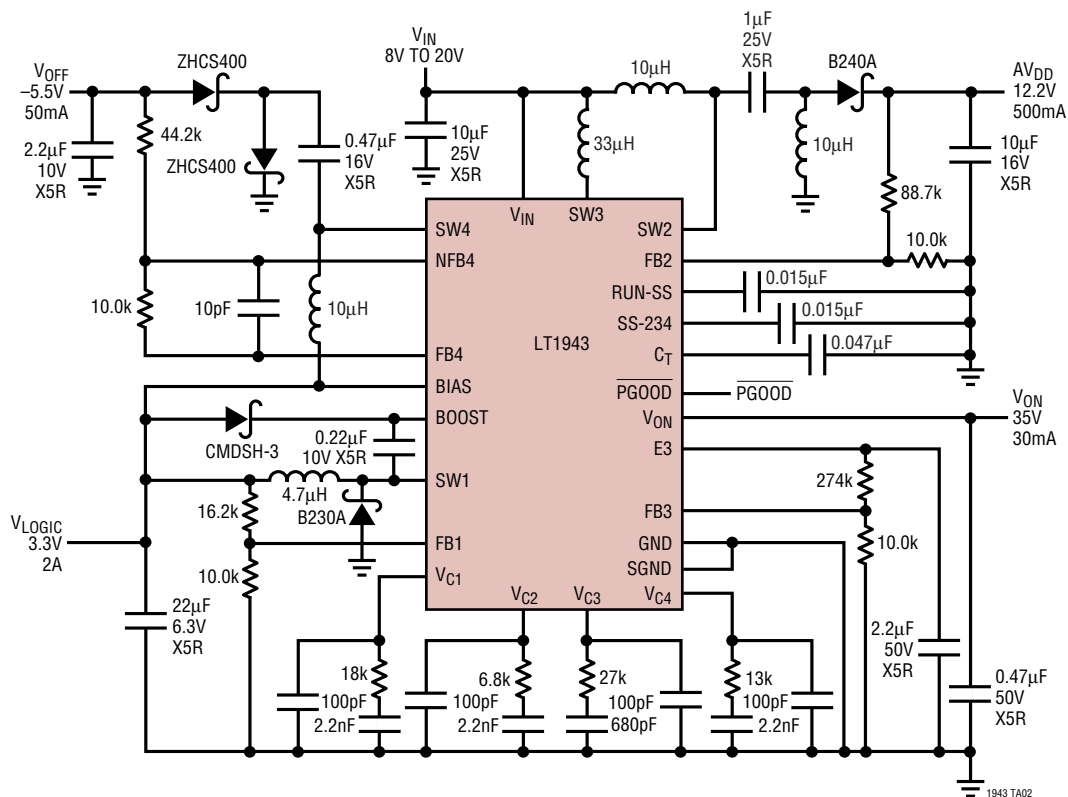 V_OFF
–5.5V
50mA
ZHCS400
ZHCS400
44.2k
2.2µF
10V
X5R
0.47µF
16V
X5R
V_IN
8V TO 20V
10µF
25V
X5R
33µH
10µH
1µF
25V
X5R
B240A
10µH
AV_DD
12.2V
500mA
10µF
16V
X5R
88.7k
10.0k
V_IN
SW3
SW4
SW2
NFB4
FB2
0.015µF
RUN-SS
0.015µF
SS-234
0.047µF
C_T
10.0k
10pF
10µH
FB4
LT1943
BIAS
PGOOD
PGOOD
BOOST
V_ON
V_ON
35V
30mA
CMDSH-3
0.22µF
10V X5R
E3
SW1
274k
4.7µH
B230A
16.2k
FB3
V_LOGIC
3.3V
2A
FB1
GND
10.0k
10.0k
SGND
V_C1
V_C2
V_C3
V_C4
22µF
6.3V
X5R
18k
100pF
2.2nF
6.8k
100pF
2.2nF
27k
100pF
680pF
13k
100pF
2.2nF
2.2µF
50V
X5R
0.47µF
50V
X5R
1943 TA02